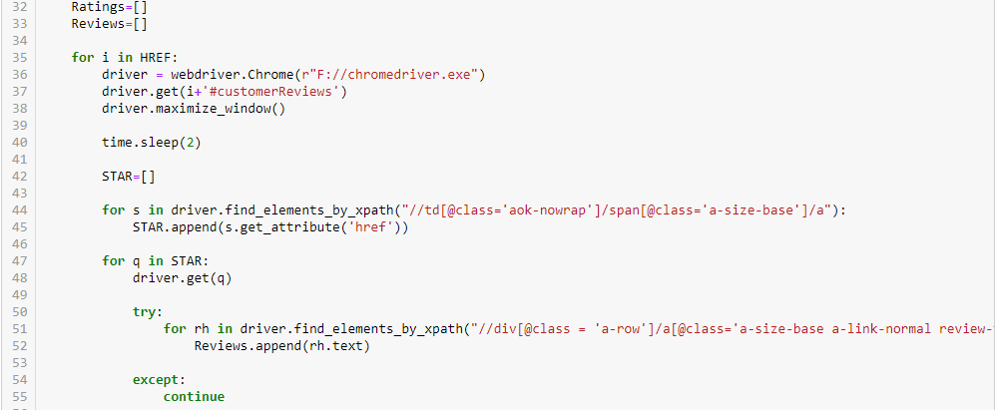 32 Ratings=[]
33 Reviews=[]
34
35 for i in HREF:
36 driver = webdriver.Chrome(r"F://chromedriver.exe")
37 driver.get(i+'#customerReviews')
38 driver.maximize_window()
39
40 time.sleep(2)
41
42 STAR=[]
43
44 for s in driver.find_elements_by_xpath("//td[@class='aok-nowrap']/span[@class='a-size-base']/a"):
45 STAR.append(s.get_attribute('href'))
46
47 for q in STAR:
48 driver.get(q)
49
50 try:
51 for rh in driver.find_elements_by_xpath("//div[@class = 'a-row']/a[@class='a-size-base a-link-normal review-
52 Reviews.append(rh.text)
53
54 except:
55 continue